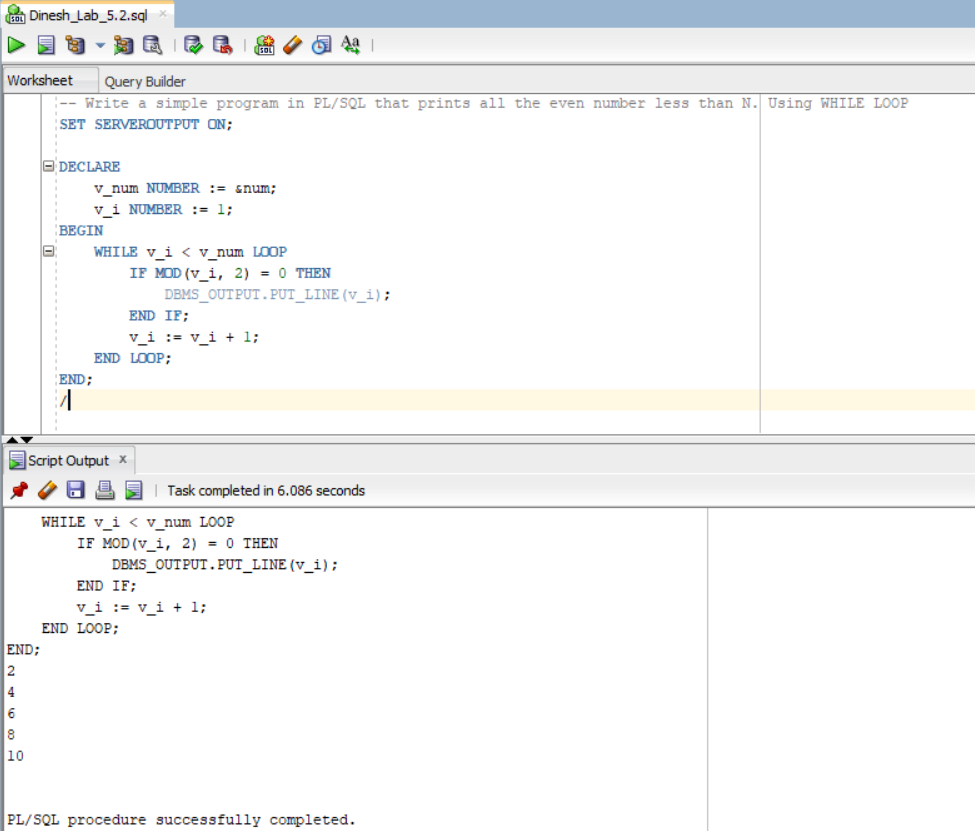 Dinesh_Lab_5.2.sql
Worksheet Query Builder
-- Write a simple program in PL/SQL that prints all the even number less than N. Using WHILE LOOP
SET SERVEROUTPUT ON;
DECLARE
v_num NUMBER := &num;
v_i NUMBER := 1;
BEGIN
WHILE v_i < v_num LOOP
IF MOD(v_i, 2) = 0 THEN
DBMS_OUTPUT.PUT_LINE(v_i);
END IF;
v_i := v_i + 1;
END LOOP;
END;
/
Script Output x
Task completed in 6.086 seconds
WHILE v_i < v_num LOOP
IF MOD(v_i, 2) = 0 THEN
DBMS_OUTPUT.PUT_LINE(v_i);
END IF;
v_i := v_i + 1;
END LOOP;
END;
2
4
6
8
10
PL/SQL procedure successfully completed.